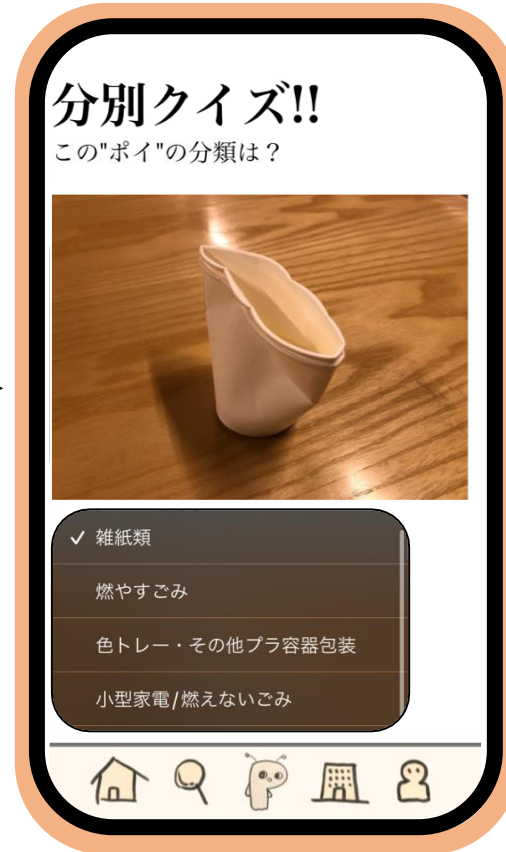 分別クイズ!!
この"ポイ"の分類は？
✓ 雑紙類
燃やすごみ
色トレー・その他プラ容器包装
小型家電/燃えないごみ